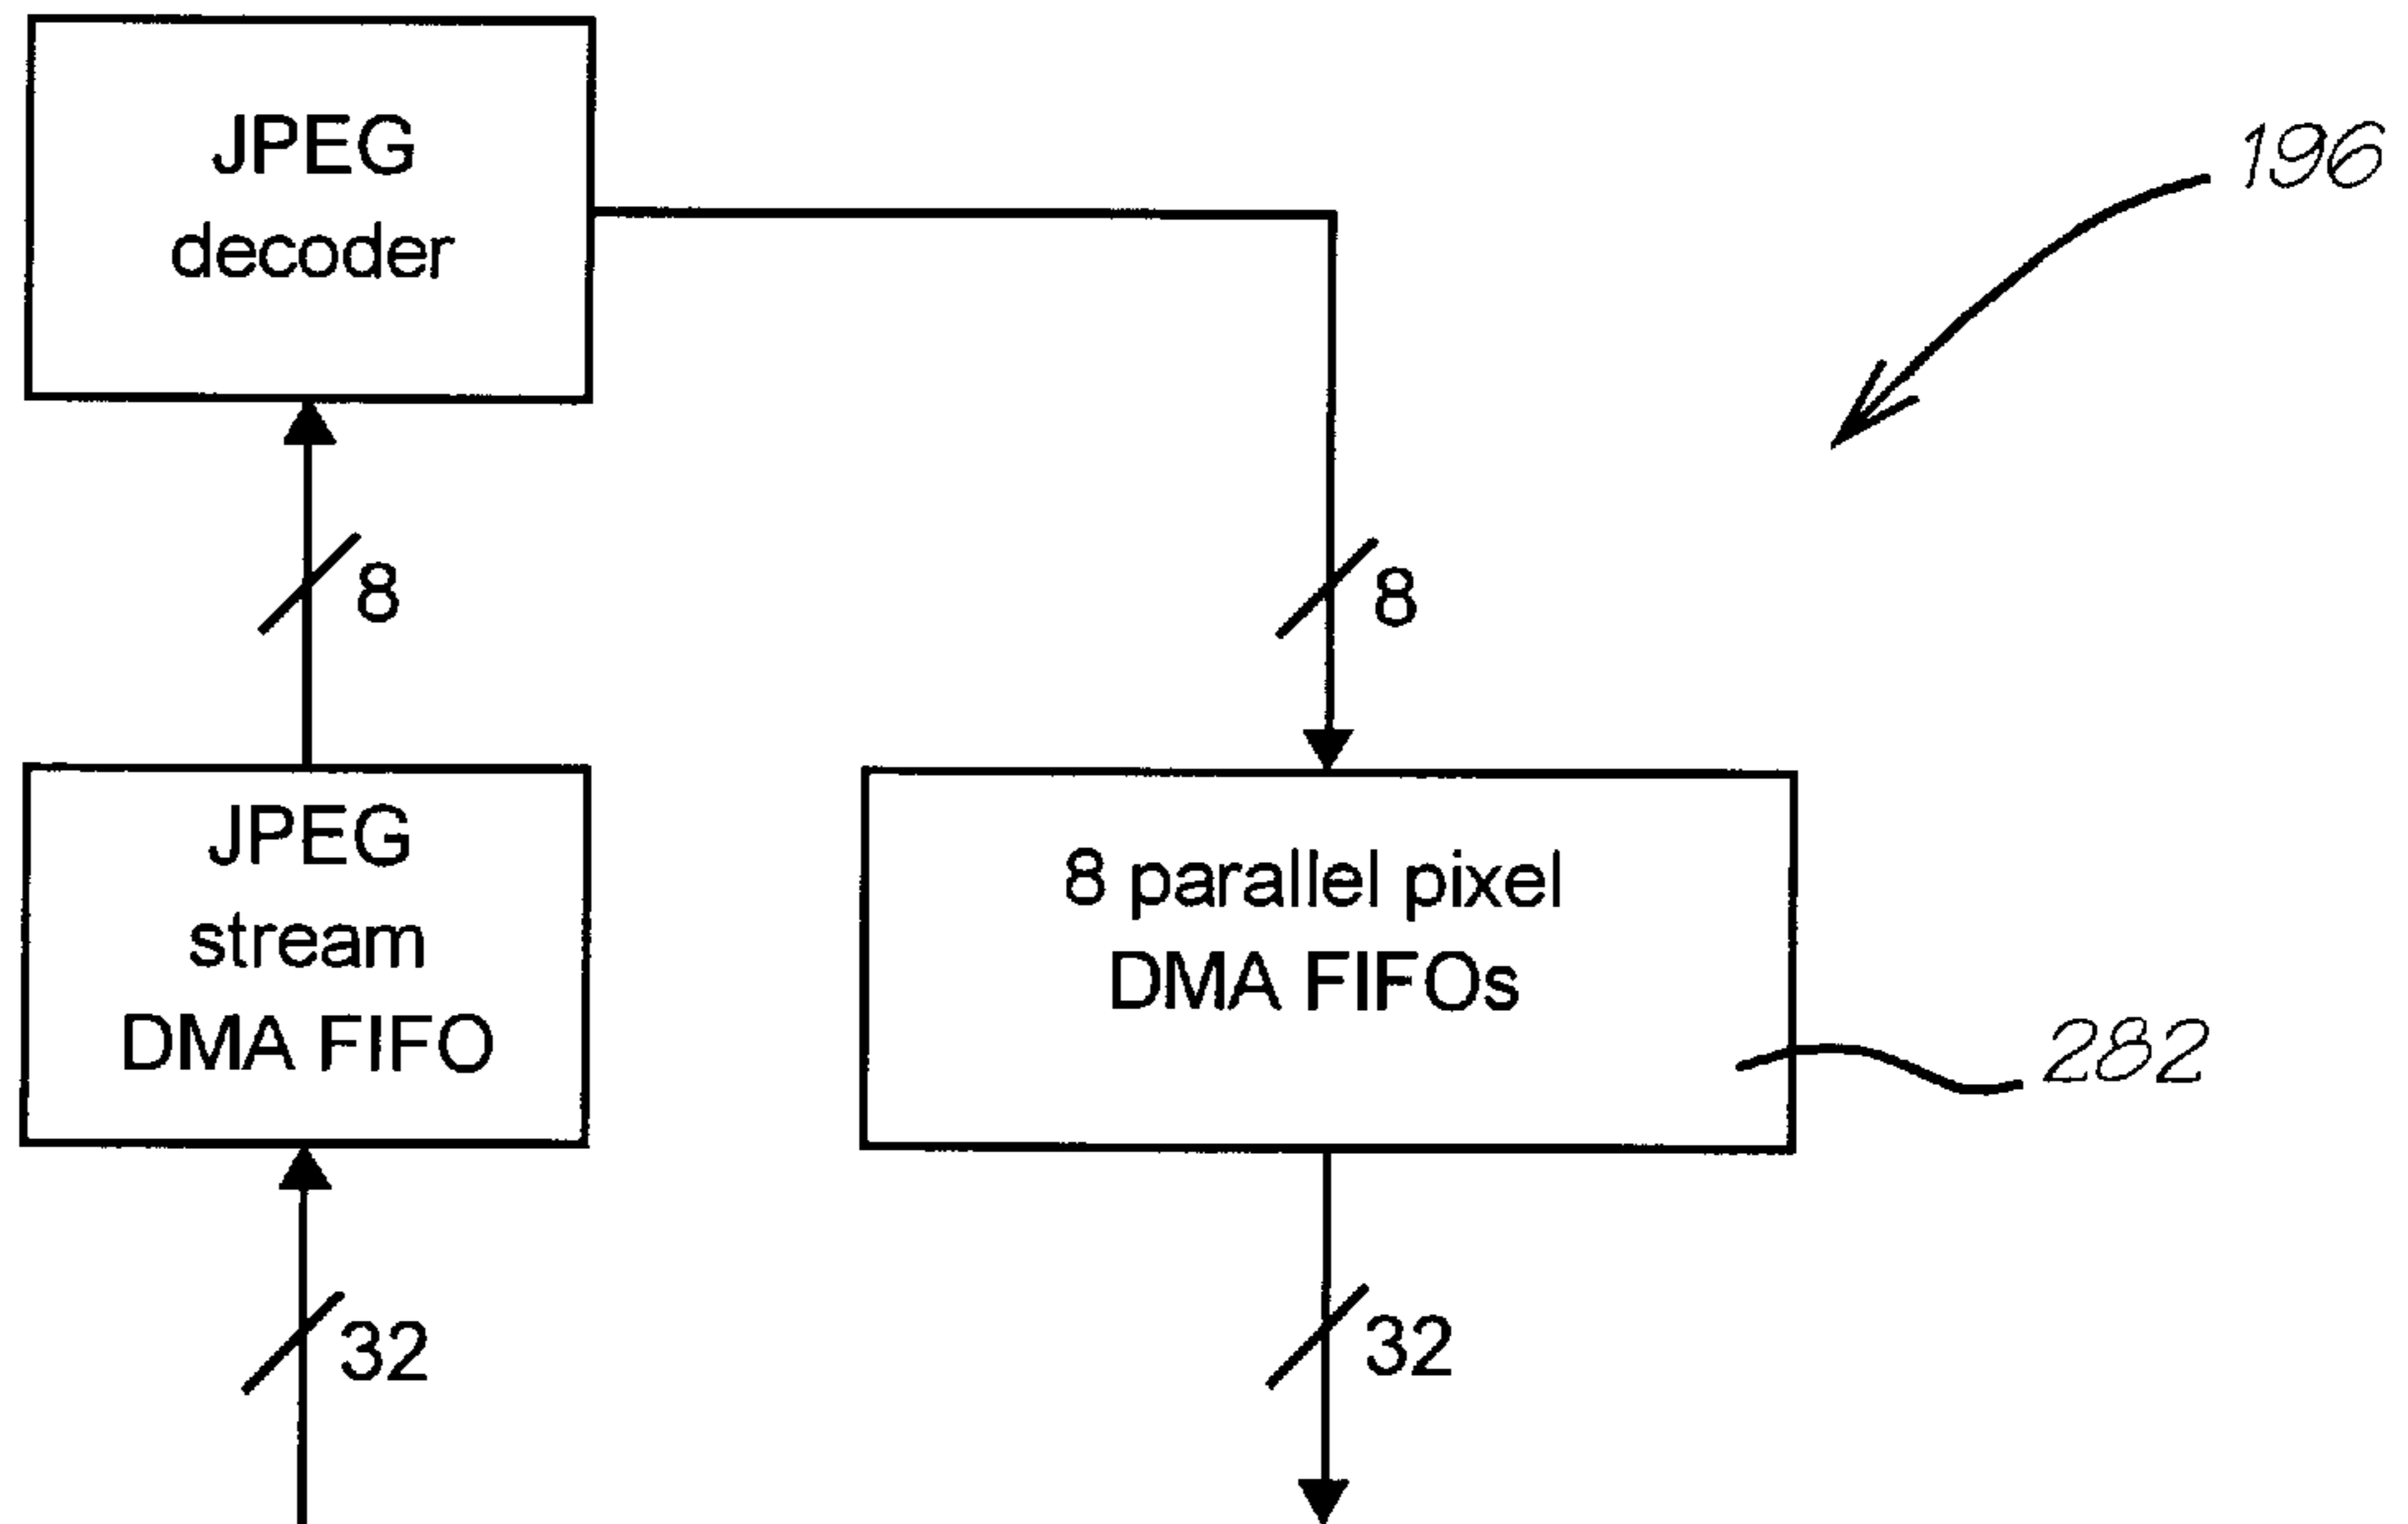 JPEG
decoder
196
8
8
JPEG
stream
DMA FIFO
8 parallel pixel
DMA FIFOs
282
32
32